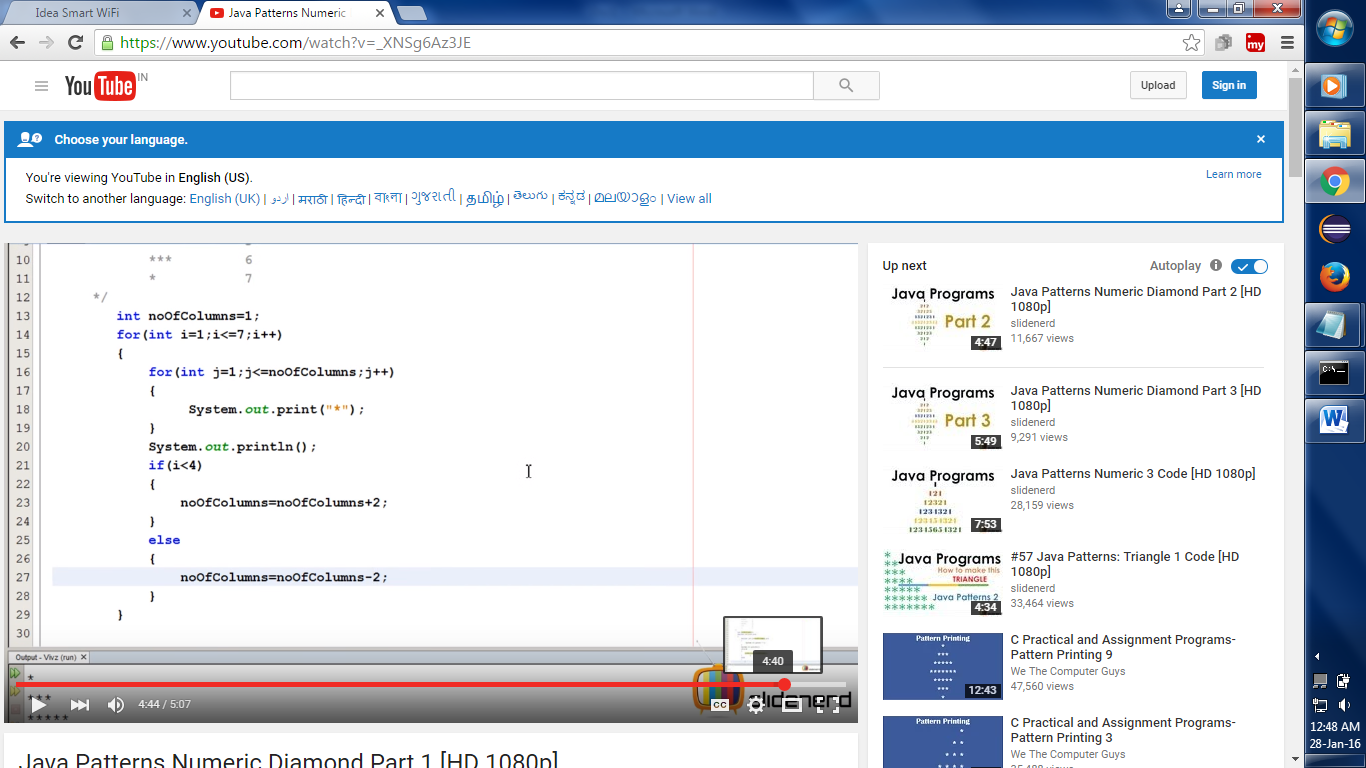 Idea Smart WiFi
Java Patterns Numeric
https://www.youtube.com/watch?v=_XNSg6Az3JE
my
YouTube IN
Upload
Sign in
Choose your language.
You're viewing YouTube in English (US).
Learn more
Switch to another language: English (UK) | اردو | मराठी | हिन्दी | বাংলা | ગુજરાતી | தமிழ் | తెలుగు | ಕನ್ನಡ | മലയാളം | View all
10 *** 6
11 * 7
12 */
13 int noOfColumns=1;
14 for(int i=1;i<=7;i++)
15 {
16 for(int j=1;j<=noOfColumns;j++)
17 {
18 System.out.print("*");
19 }
20 System.out.println();
21 if(i<4)
22 {
23 noOfColumns=noOfColumns+2;
24 }
25 else
26 {
27 noOfColumns=noOfColumns-2;
28 }
29 }
30
Output - Vivz (run)
*
***
*****
4:40
slidenerd
4:44 / 5:07
CC
Java Patterns Numeric Diamond Part 1 [HD 1080p]
Up next
Autoplay
Java Programs
Part 2
4:47
Java Patterns Numeric Diamond Part 2 [HD
1080p]
slidenerd
11,667 views
Java Programs
Part 3
5:49
Java Patterns Numeric Diamond Part 3 [HD
1080p]
slidenerd
9,291 views
Java Programs
121
12321
1234321
7:53
Java Patterns Numeric 3 Code [HD 1080p]
slidenerd
28,159 views
Java Programs
How to make this
TRIANGLE
Java Patterns 2
4:34
#57 Java Patterns: Triangle 1 Code [HD
1080p]
slidenerd
33,464 views
Pattern Printing
12:43
C Practical and Assignment Programs-
Pattern Printing 9
We The Computer Guys
47,560 views
Pattern Printing
C Practical and Assignment Programs-
Pattern Printing 3
We The Computer Guys
C:\
W
12:48 AM
28-Jan-16